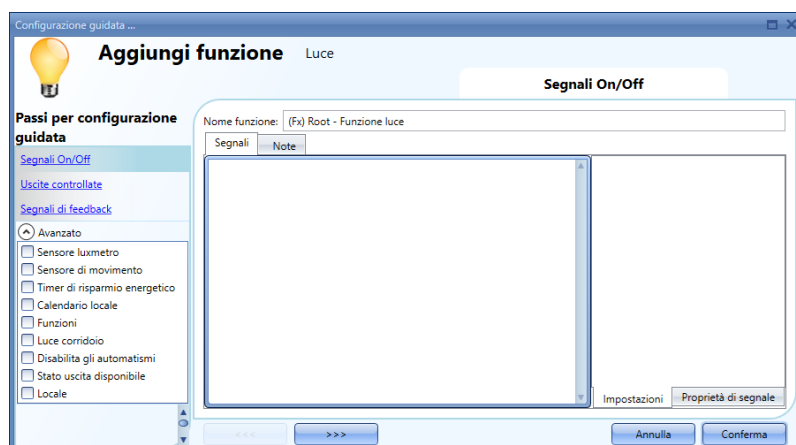 Configurazione guidata ...
Aggiungi funzione Luce
Segnali On/Off
Passi per configurazione
guidata
Segnali On/Off
Uscite controllate
Segnali di feedback
Avanzato
Sensore luxmetro
Sensore di movimento
Timer di risparmio energetico
Calendario locale
Funzioni
Luce corridoio
Disabilita gli automatismi
Stato uscita disponibile
Locale
Nome funzione: (Fx) Root - Funzione luce
Segnali Note
Impostazioni Proprietà di segnale
<<< >>> Annulla Conferma